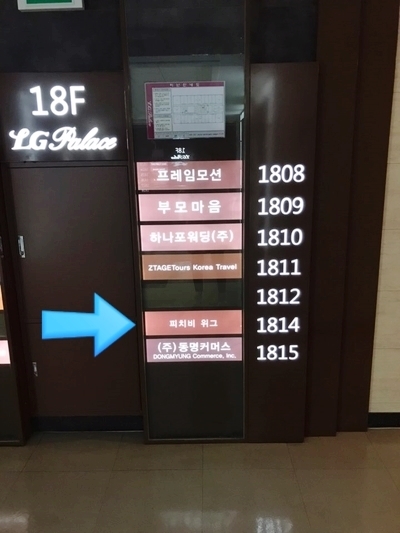 18F
LG Palace
프레임모션 1808
부모마음 1809
하나포워딩(주) 1810
ZTAGETours Korea Travel 1811
1812
피치비 위그 1814
(주)동명커머스
DONGMYUNG Commerce, Inc. 1815